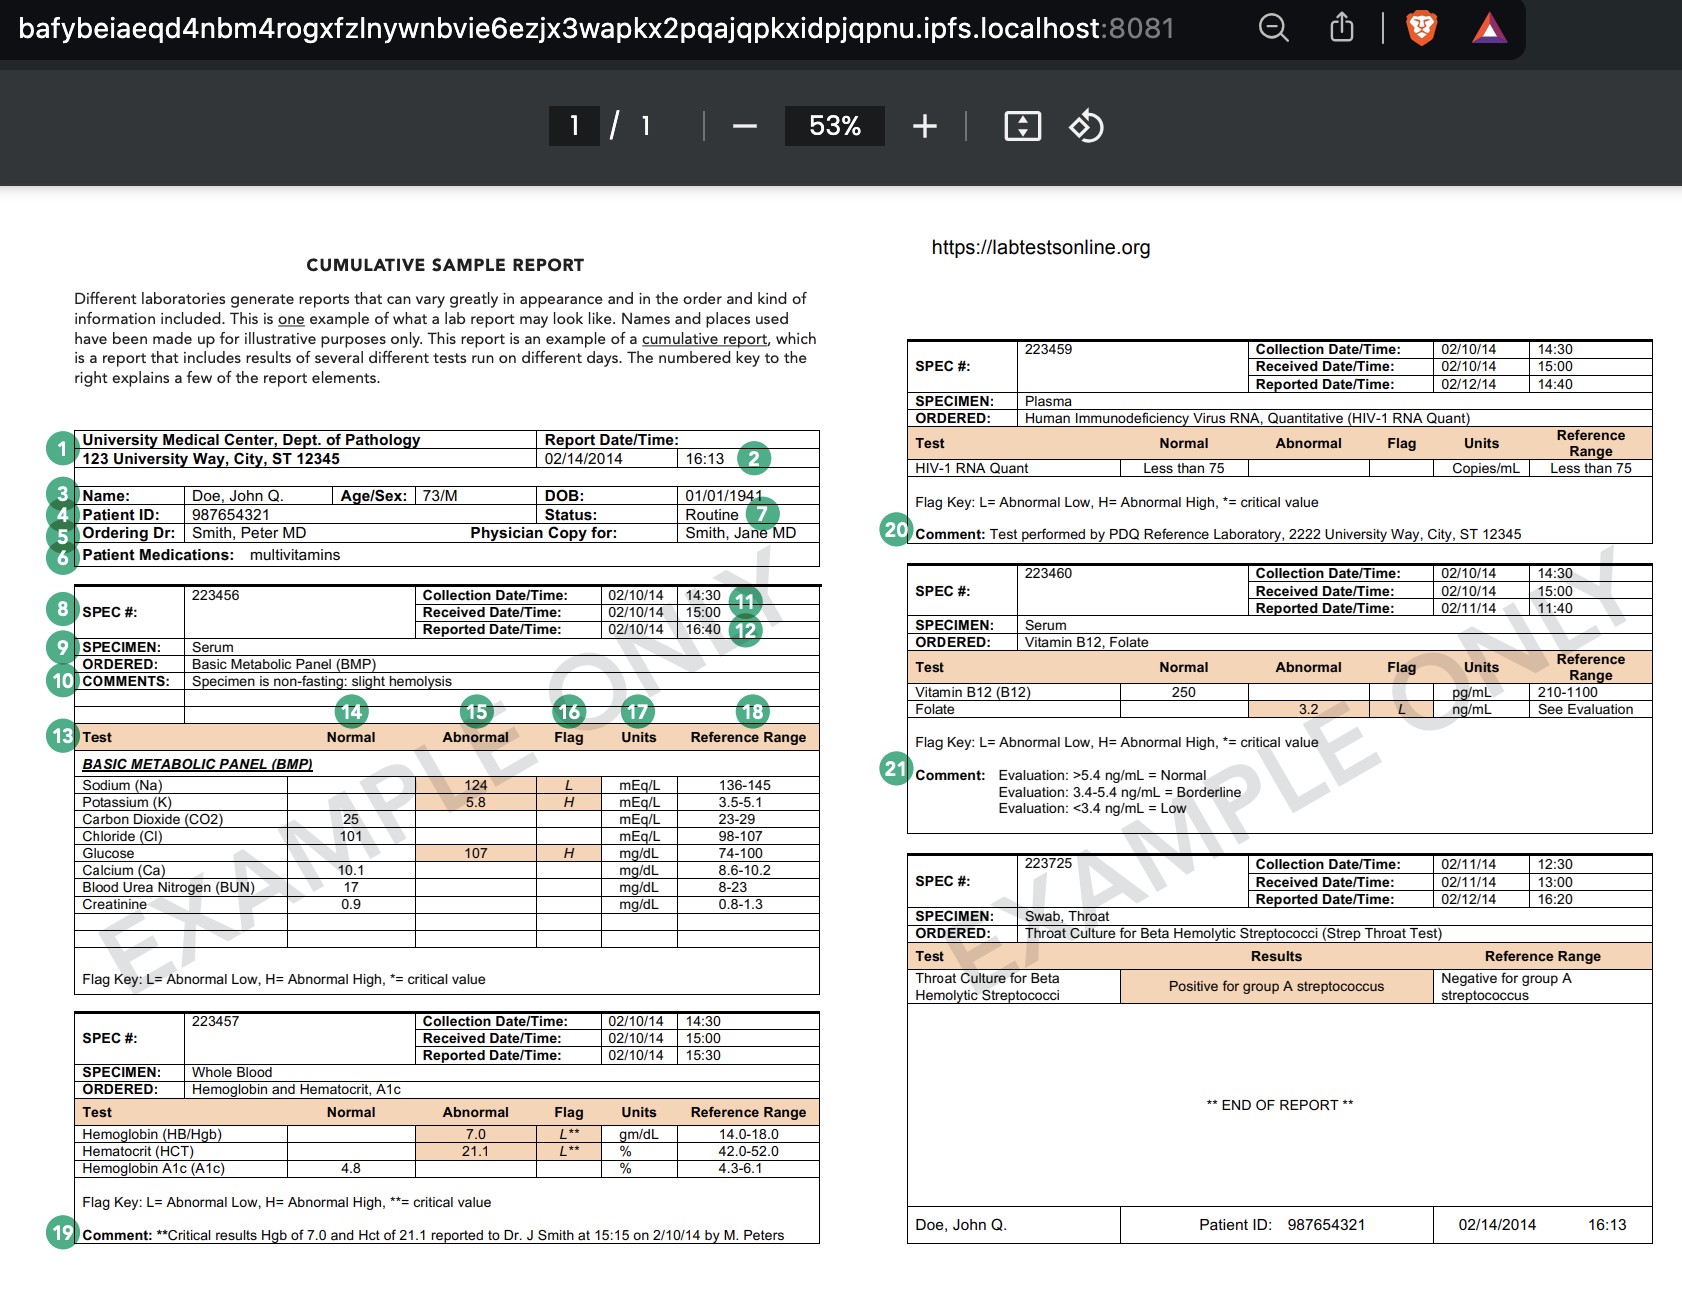 bafybeiaeqd4nbm4rogxfzlnywnbvie6ezjx3wapkx2pqajqpkxidpjqpnu.ipfs.localhost:8081
1 / 1 — 53% +
CUMULATIVE SAMPLE REPORT
Different laboratories generate reports that can vary greatly in appearance and in the order and kind of
information included. This is one example of what a lab report may look like. Names and places used
have been made up for illustrative purposes only. This report is an example of a cumulative report, which
is a report that includes results of several different tests run on different days. The numbered key to the
right explains a few of the report elements.
1 University Medical Center, Dept. of Pathology Report Date/Time:
123 University Way, City, ST 12345 02/14/2014 16:13 2
3 Name: Doe, John Q. Age/Sex: 73/M DOB: 01/01/1941
4 Patient ID: 987654321 Status: Routine 7
5 Ordering Dr: Smith, Peter MD Physician Copy for: Smith, Jane MD
6 Patient Medications: multivitamins
8 SPEC #: 223456 Collection Date/Time: 02/10/14 14:30 11
Received Date/Time: 02/10/14 15:00
Reported Date/Time: 02/10/14 16:40 12
9 SPECIMEN: Serum
ORDERED: Basic Metabolic Panel (BMP)
10 COMMENTS: Specimen is non-fasting: slight hemolysis
14 15 16 17 18
13 Test Normal Abnormal Flag Units Reference Range
BASIC METABOLIC PANEL (BMP)
Sodium (Na) 124 L mEq/L 136-145
Potassium (K) 5.8 H mEq/L 3.5-5.1
Carbon Dioxide (CO2) 25 mEq/L 23-29
Chloride (Cl) 101 mEq/L 98-107
Glucose 107 H mg/dL 74-100
Calcium (Ca) 10.1 mg/dL 8.6-10.2
Blood Urea Nitrogen (BUN) 17 mg/dL 8-23
Creatinine 0.9 mg/dL 0.8-1.3
Flag Key: L= Abnormal Low, H= Abnormal High, *= critical value
EXAMPLE ONLY
SPEC #: 223457 Collection Date/Time: 02/10/14 14:30
Received Date/Time: 02/10/14 15:00
Reported Date/Time: 02/10/14 15:30
SPECIMEN: Whole Blood
ORDERED: Hemoglobin and Hematocrit, A1c
Test Normal Abnormal Flag Units Reference Range
Hemoglobin (HB/Hgb) 7.0 L** gm/dL 14.0-18.0
Hematocrit (HCT) 21.1 L** % 42.0-52.0
Hemoglobin A1c (A1c) 4.8 % 4.3-6.1
Flag Key: L= Abnormal Low, H= Abnormal High, **= critical value
19 Comment: **Critical results Hgb of 7.0 and Hct of 21.1 reported to Dr. J Smith at 15:15 on 2/10/14 by M. Peters
https://labtestsonline.org
SPEC #: 223459 Collection Date/Time: 02/10/14 14:30
Received Date/Time: 02/10/14 15:00
Reported Date/Time: 02/12/14 14:40
SPECIMEN: Plasma
ORDERED: Human Immunodeficiency Virus RNA, Quantitative (HIV-1 RNA Quant)
Test Normal Abnormal Flag Units Reference Range
HIV-1 RNA Quant Less than 75 Copies/mL Less than 75
Flag Key: L= Abnormal Low, H= Abnormal High, *= critical value
20 Comment: Test performed by PDQ Reference Laboratory, 2222 University Way, City, ST 12345
SPEC #: 223460 Collection Date/Time: 02/10/14 14:30
Received Date/Time: 02/10/14 15:00
Reported Date/Time: 02/11/14 11:40
SPECIMEN: Serum
ORDERED: Vitamin B12, Folate
Test Normal Abnormal Flag Units Reference Range
Vitamin B12 (B12) 250 pg/mL 210-1100
Folate 3.2 L ng/mL See Evaluation
Flag Key: L= Abnormal Low, H= Abnormal High, *= critical value
21 Comment: Evaluation: >5.4 ng/mL = Normal
Evaluation: 3.4-5.4 ng/mL = Borderline
Evaluation: <3.4 ng/mL = Low
EXAMPLE ONLY
SPEC #: 223725 Collection Date/Time: 02/11/14 12:30
Received Date/Time: 02/11/14 13:00
Reported Date/Time: 02/12/14 16:20
SPECIMEN: Swab, Throat
ORDERED: Throat Culture for Beta Hemolytic Streptococci (Strep Throat Test)
Test Results Reference Range
Throat Culture for Beta Positive for group A streptococcus Negative for group A
Hemolytic Streptococci streptococcus
** END OF REPORT **
Doe, John Q. Patient ID: 987654321 02/14/2014 16:13